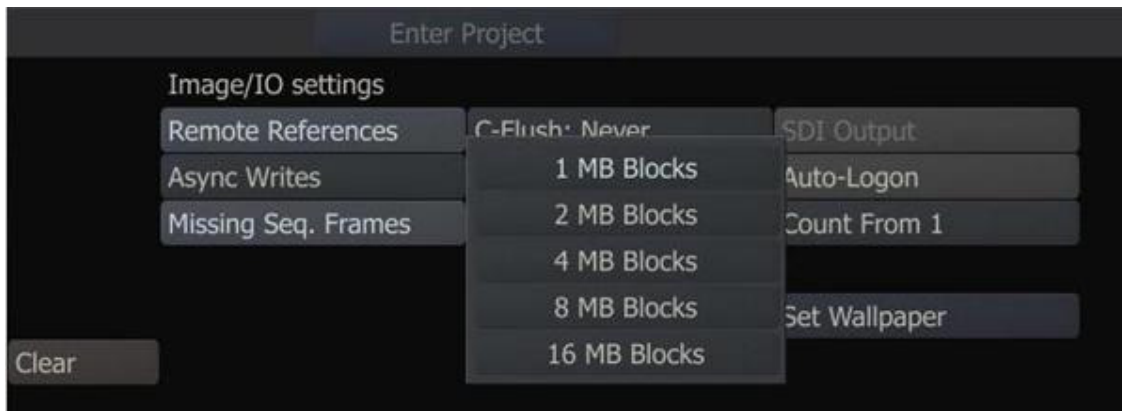 Enter Project
Image/IO settings
Remote References C-Flush: Never SDI Output
1 MB Blocks
Async Writes Auto-Logon
2 MB Blocks
Missing Seq. Frames Count From 1
4 MB Blocks
8 MB Blocks
Set Wallpaper
16 MB Blocks
Clear